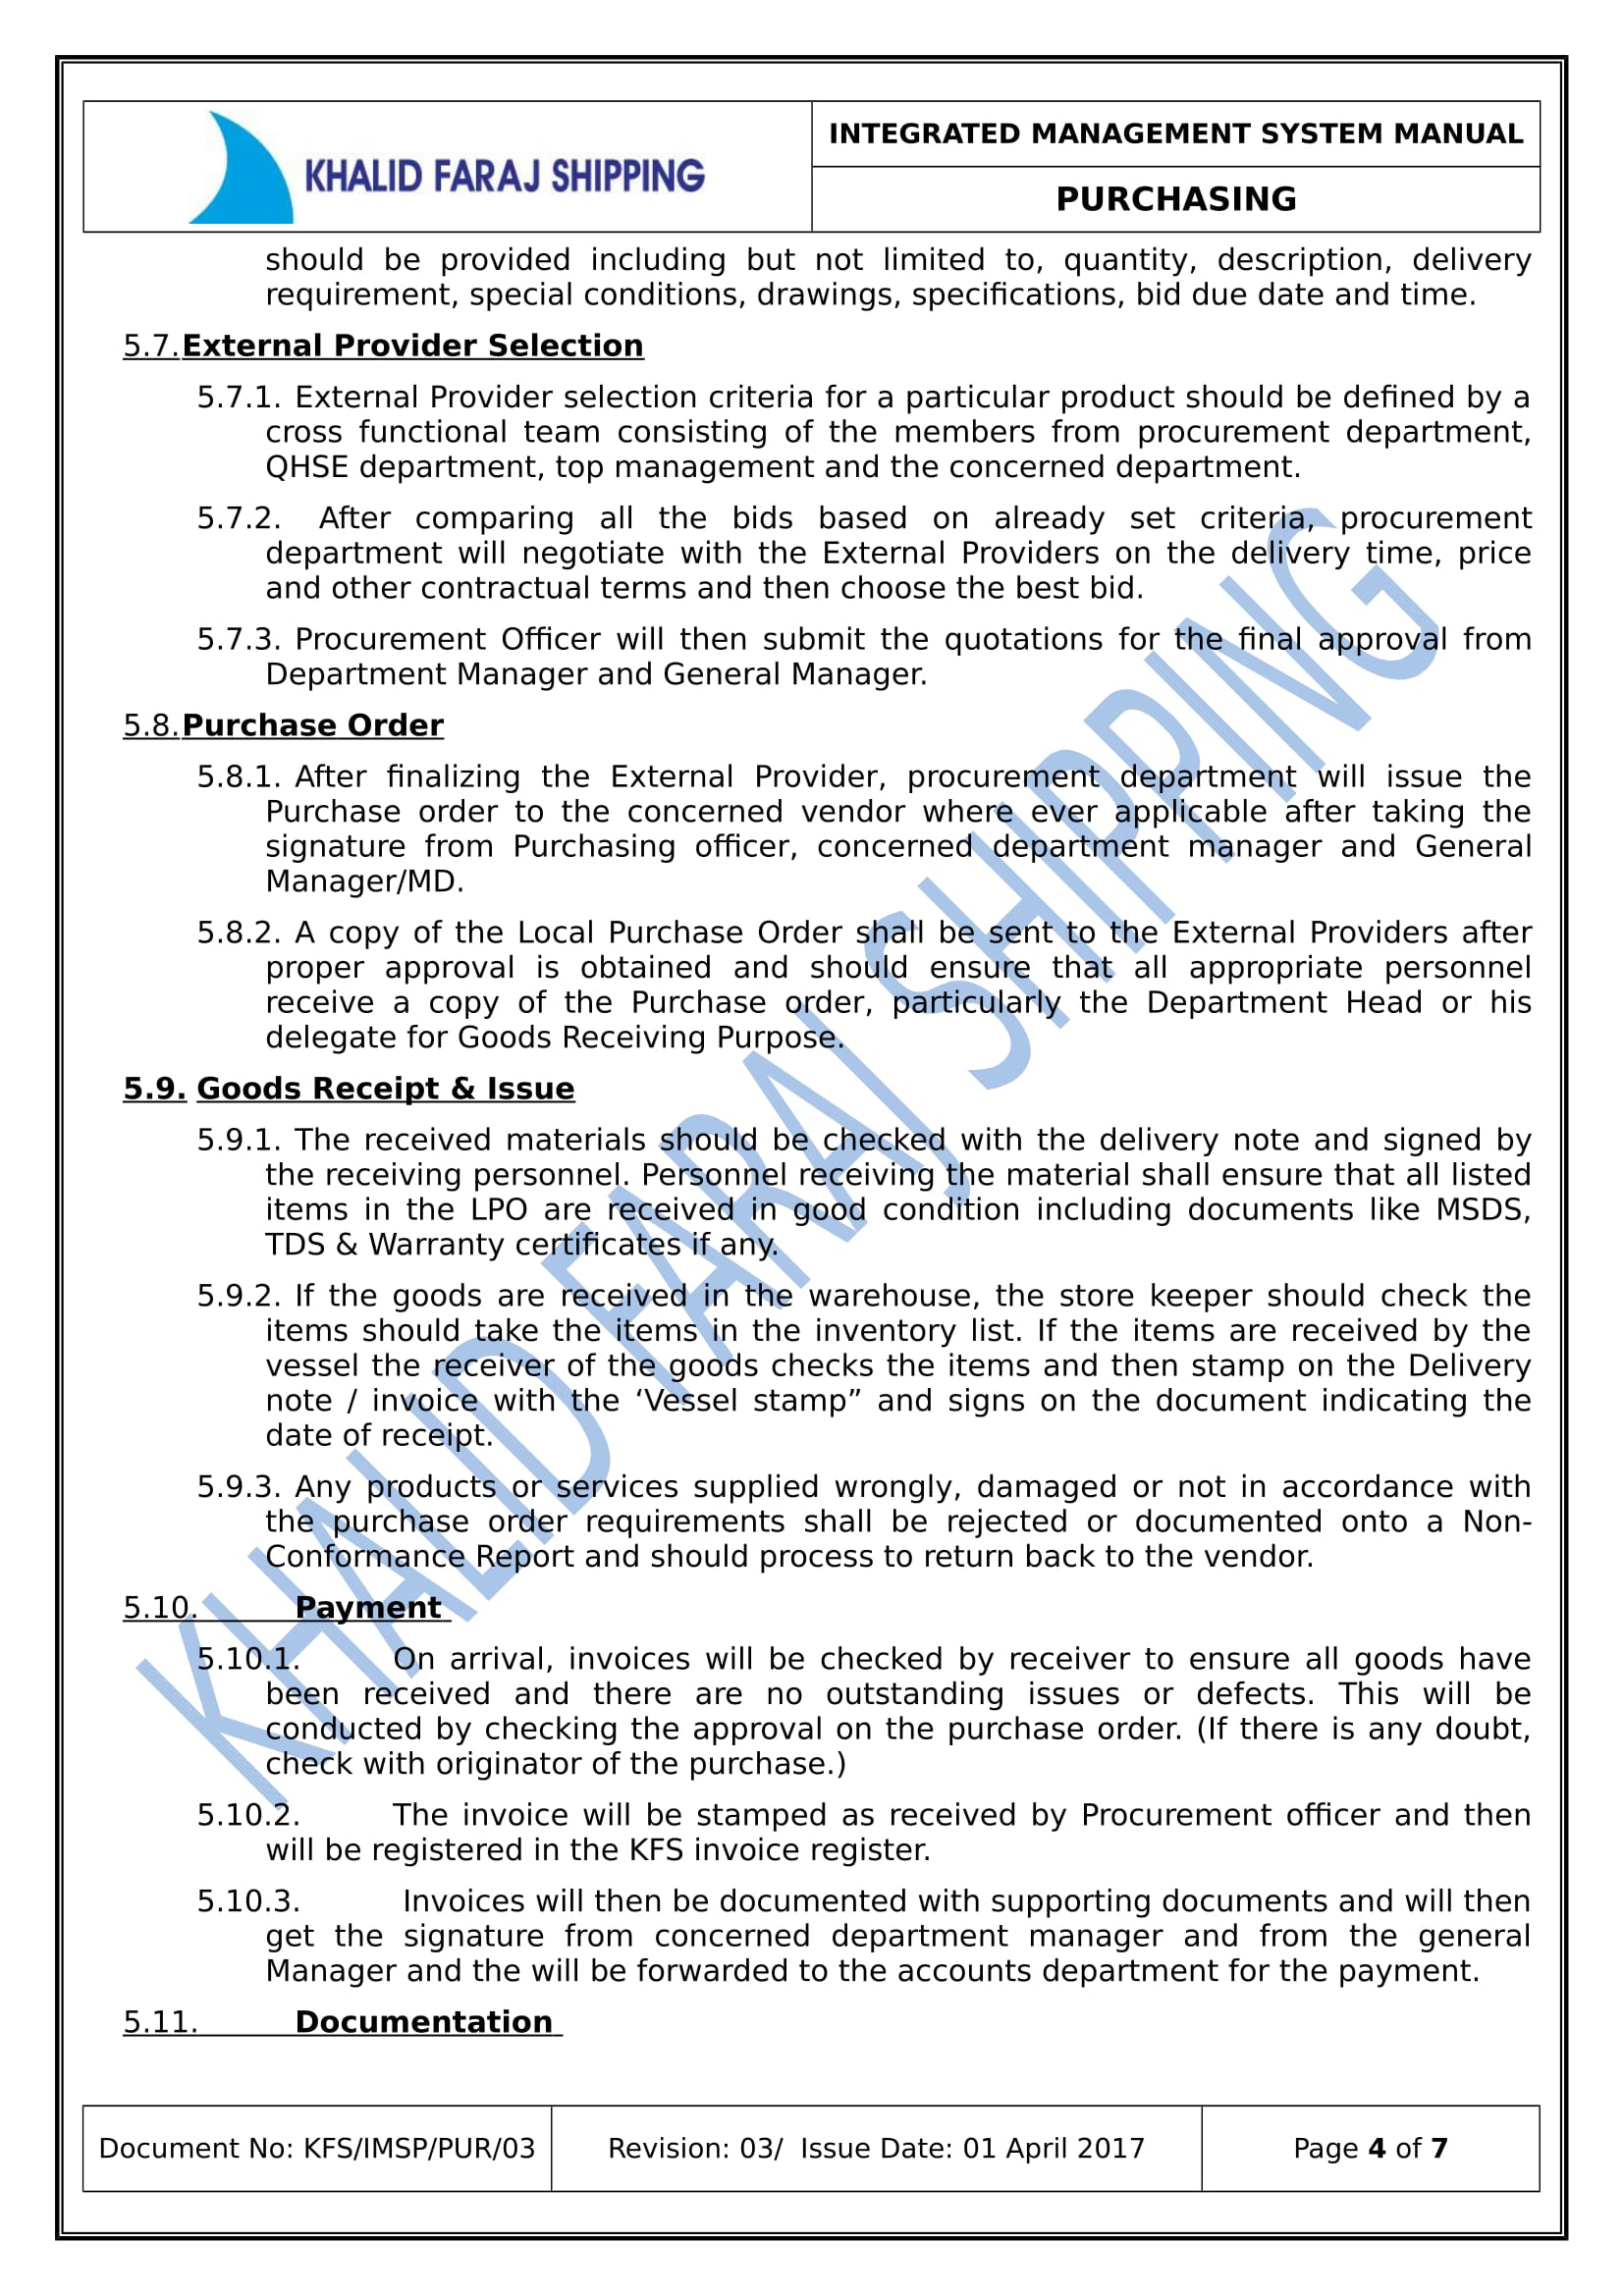 KHALID FARAJ SHIPPING
INTEGRATED MANAGEMENT SYSTEM MANUAL
PURCHASING
should be provided including but not limited to, quantity, description, delivery
requirement, special conditions, drawings, specifications, bid due date and time.
5.7. External Provider Selection
5.7.1. External Provider selection criteria for a particular product should be defined by a
cross functional team consisting of the members from procurement department,
QHSE department, top management and the concerned department.
5.7.2. After comparing all the bids based on already set criteria, procurement
department will negotiate with the External Providers on the delivery time, price
and other contractual terms and then choose the best bid.
5.7.3. Procurement Officer will then submit the quotations for the final approval from
Department Manager and General Manager.
5.8. Purchase Order
5.8.1. After finalizing the External Provider, procurement department will issue the
Purchase order to the concerned vendor where ever applicable after taking the
signature from Purchasing officer, concerned department manager and General
Manager/MD.
5.8.2. A copy of the Local Purchase Order shall be sent to the External Providers after
proper approval is obtained and should ensure that all appropriate personnel
receive a copy of the Purchase order, particularly the Department Head or his
delegate for Goods Receiving Purpose.
5.9. Goods Receipt & Issue
5.9.1. The received materials should be checked with the delivery note and signed by
the receiving personnel. Personnel receiving the material shall ensure that all listed
items in the LPO are received in good condition including documents like MSDS,
TDS & Warranty certificates if any.
5.9.2. If the goods are received in the warehouse, the store keeper should check the
items should take the items in the inventory list. If the items are received by the
vessel the receiver of the goods checks the items and then stamp on the Delivery
note / invoice with the ‘Vessel stamp” and signs on the document indicating the
date of receipt.
5.9.3. Any products or services supplied wrongly, damaged or not in accordance with
the purchase order requirements shall be rejected or documented onto a Non-
Conformance Report and should process to return back to the vendor.
5.10. Payment
5.10.1. On arrival, invoices will be checked by receiver to ensure all goods have
been received and there are no outstanding issues or defects. This will be
conducted by checking the approval on the purchase order. (If there is any doubt,
check with originator of the purchase.)
5.10.2. The invoice will be stamped as received by Procurement officer and then
will be registered in the KFS invoice register.
5.10.3. Invoices will then be documented with supporting documents and will then
get the signature from concerned department manager and from the general
Manager and the will be forwarded to the accounts department for the payment.
5.11. Documentation
KHALID FARAJ SHIPPING
Document No: KFS/IMSP/PUR/03
Revision: 03/ Issue Date: 01 April 2017
Page 4 of 7